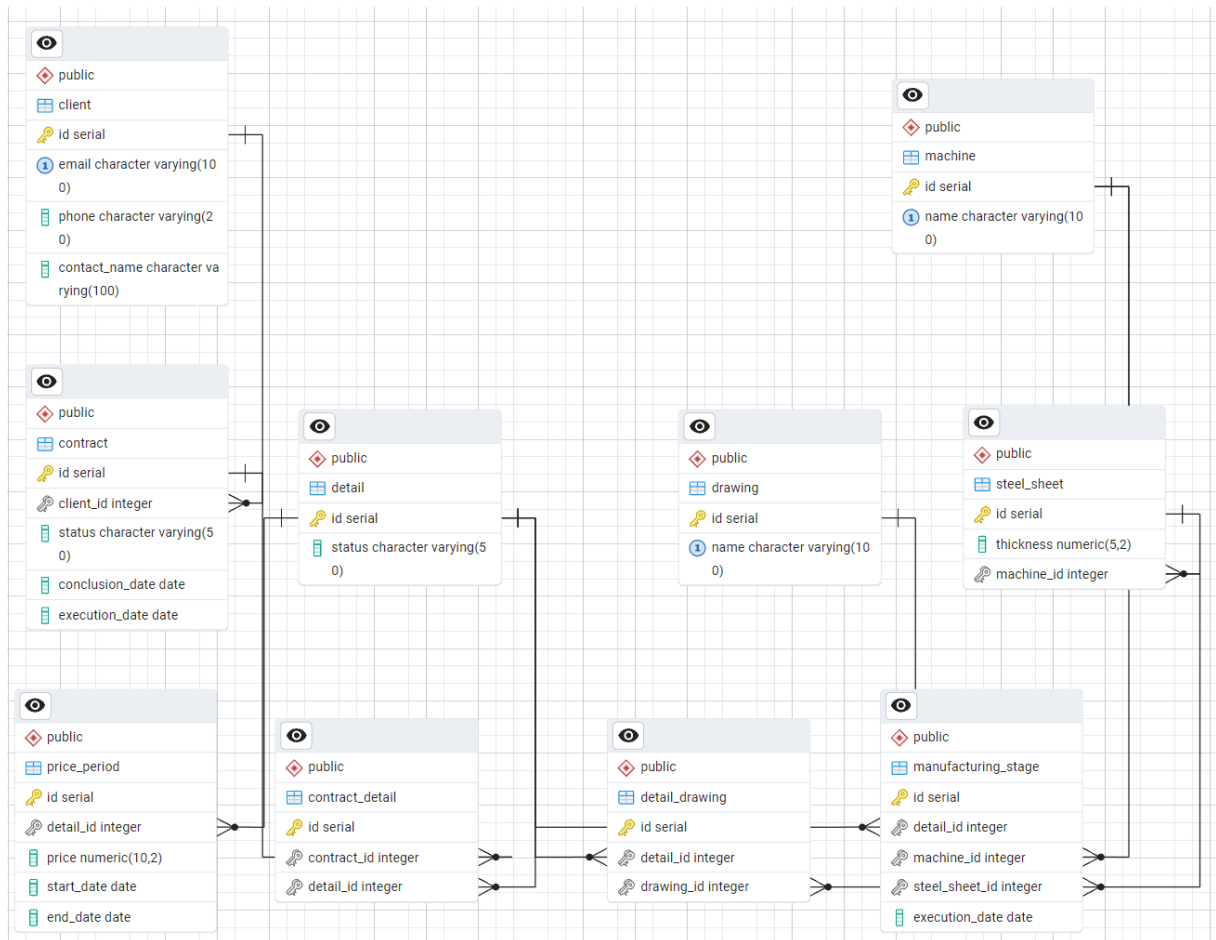 public
client
id serial
email character varying(10
0)
phone character varying(2
0)
contact_name character va
rying(100)
public
machine
id serial
name character varying(10
0)
public
contract
id serial
client_id integer
status character varying(5
0)
conclusion_date date
execution_date date
public
detail
id serial
status character varying(5
0)
public
drawing
id serial
name character varying(10
0)
public
steel_sheet
id serial
thickness numeric(5,2)
machine_id integer
public
price_period
id serial
detail_id integer
price numeric(10,2)
start_date date
end_date date
public
contract_detail
id serial
contract_id integer
detail_id integer
public
detail_drawing
id serial
detail_id integer
drawing_id integer
public
manufacturing_stage
id serial
detail_id integer
machine_id integer
steel_sheet_id integer
execution_date date